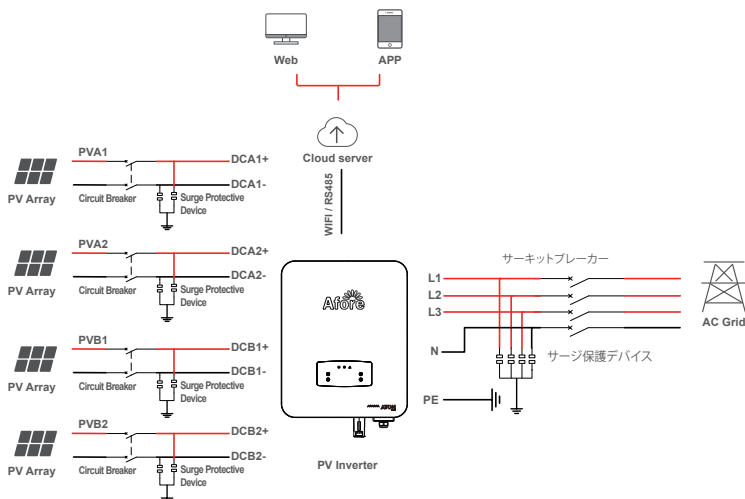 Web
APP
Cloud server
WIFI / RS485
PVA1
DCA1+
DCA1-
PV Array
Circuit Breaker
Surge Protective
Device
PVA2
DCA2+
DCA2-
PV Array
Circuit Breaker
Surge Protective
Device
PVB1
DCB1+
DCB1-
PV Array
Circuit Breaker
Surge Protective
Device
PVB2
DCB2+
DCB2-
PV Array
Circuit Breaker
Surge Protective
Device
Afore
PV Inverter
サーキットブレーカー
L1
L2
L3
N
サージ保護デバイス
PE
AC Grid